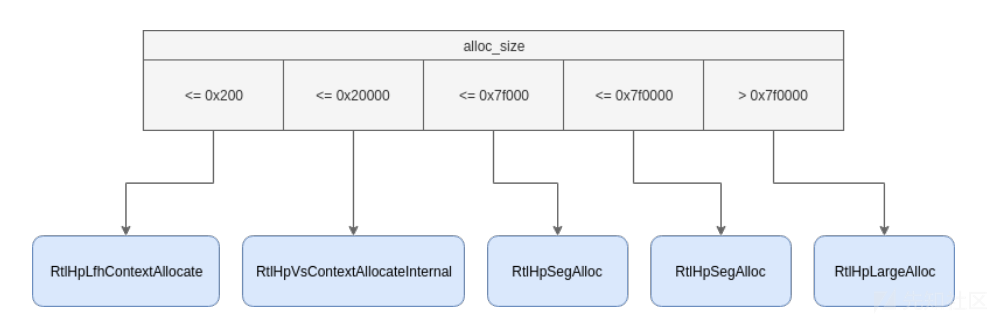 alloc_size
<= 0x200
<= 0x20000
<= 0x7f000
<= 0x7f0000
> 0x7f0000
RtlHpLfhContextAllocate
RtlHpVsContextAllocateInternal
RtlHpSegAlloc
RtlHpSegAlloc
RtlHpLargeAlloc